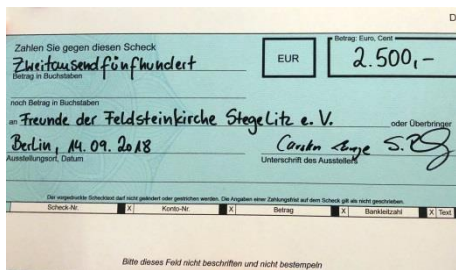 D
Zahlen Sie gegen diesen Scheck
Zweitausendfünfhundert
Betrag in Buchstaben
EUR
Betrag: Euro, Cent
2.500,-
noch Betrag in Buchstaben
an Freunde der Feldsteinkirche Stegelitz e. V. oder Überbringer
Berlin, 14.09.2018
Ausstellungsort, Datum
Unterschrift des Ausstellers
Der vorgedruckte Schecktext darf nicht geändert oder gestrichen werden. Die Angaben einer Zahlungsfrist auf dem Scheck gilt als nicht geschrieben.
Scheck-Nr. X Konto-Nr. X Betrag X Bankleitzahl X Text
Bitte dieses Feld nicht beschriften und nicht bestempeln